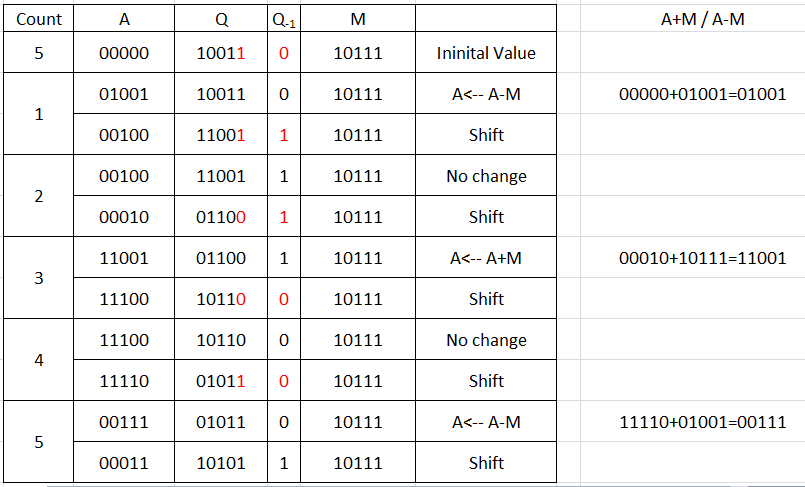 Count A Q Q-1 M A+M / A-M
5 00000 10011 0 10111 Ininital Value
1 01001 10011 0 10111 A<-- A-M 00000+01001=01001
00100 11001 1 10111 Shift
2 00100 11001 1 10111 No change
00010 01100 1 10111 Shift
3 11001 01100 1 10111 A<-- A+M 00010+10111=11001
11100 10110 0 10111 Shift
4 11100 10110 0 10111 No change
11110 01011 0 10111 Shift
5 00111 01011 0 10111 A<-- A-M 11110+01001=00111
00011 10101 1 10111 Shift